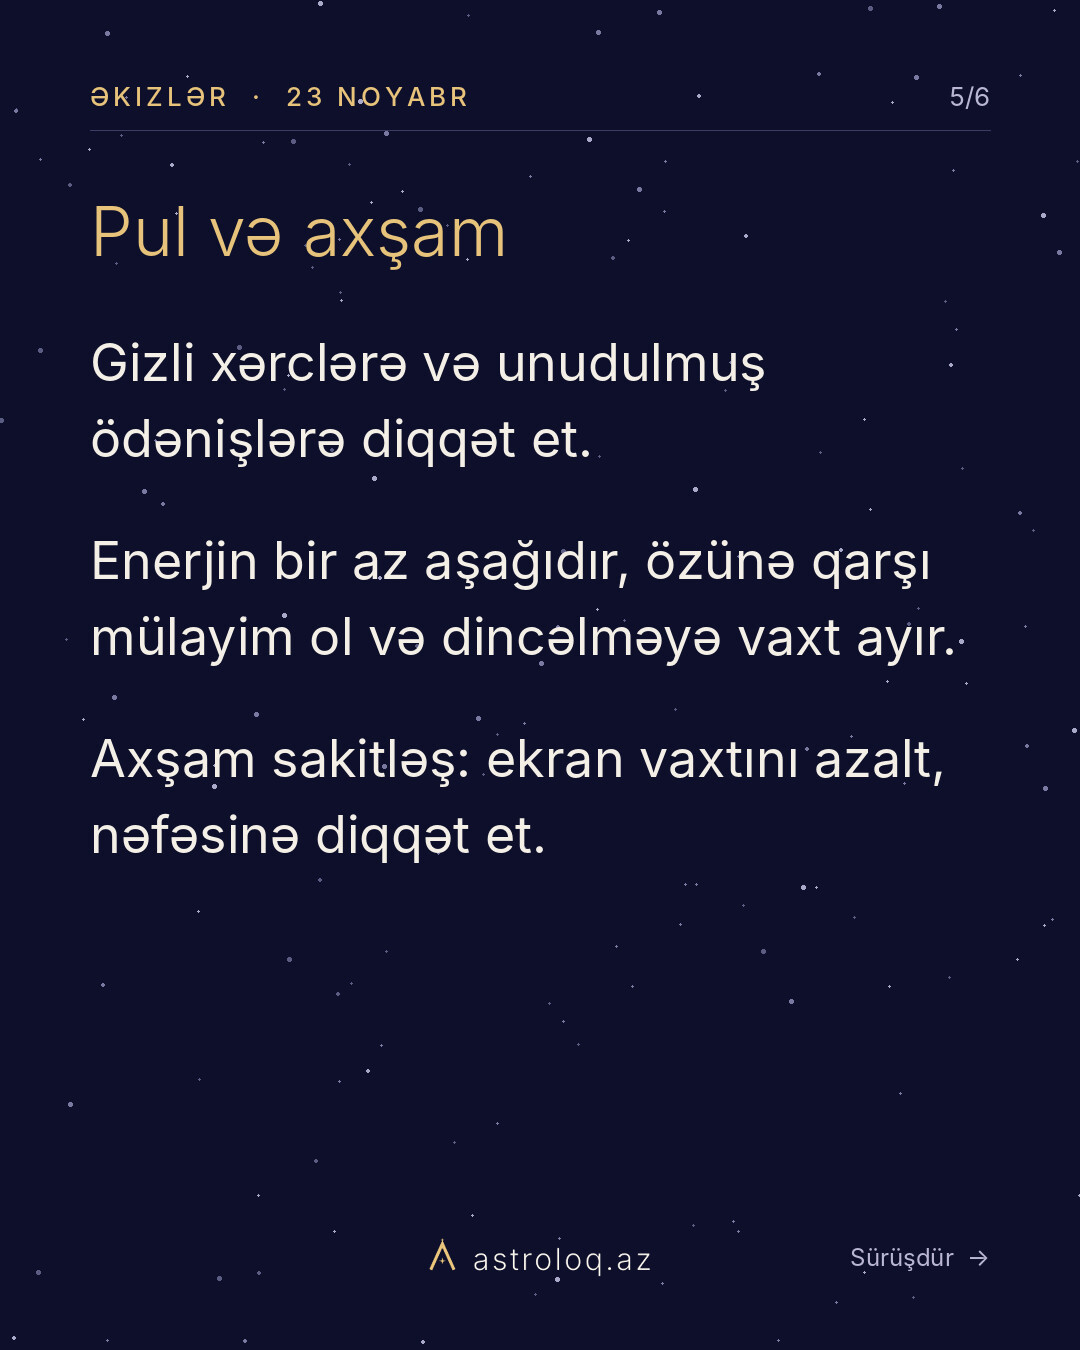 ƏKIZLƏR · 23 NOYABR
5/6
Pul və axşam
Gizli xərclərə və unudulmuş
ödənişlərə diqqət et.
Enerjin bir az aşağıdır, özünə qarşı
mülayim ol və dincəlməyə vaxt ayır.
Axşam sakitləş: ekran vaxtını azalt,
nəfəsinə diqqət et.
astroloq.az
Sürüşdür →